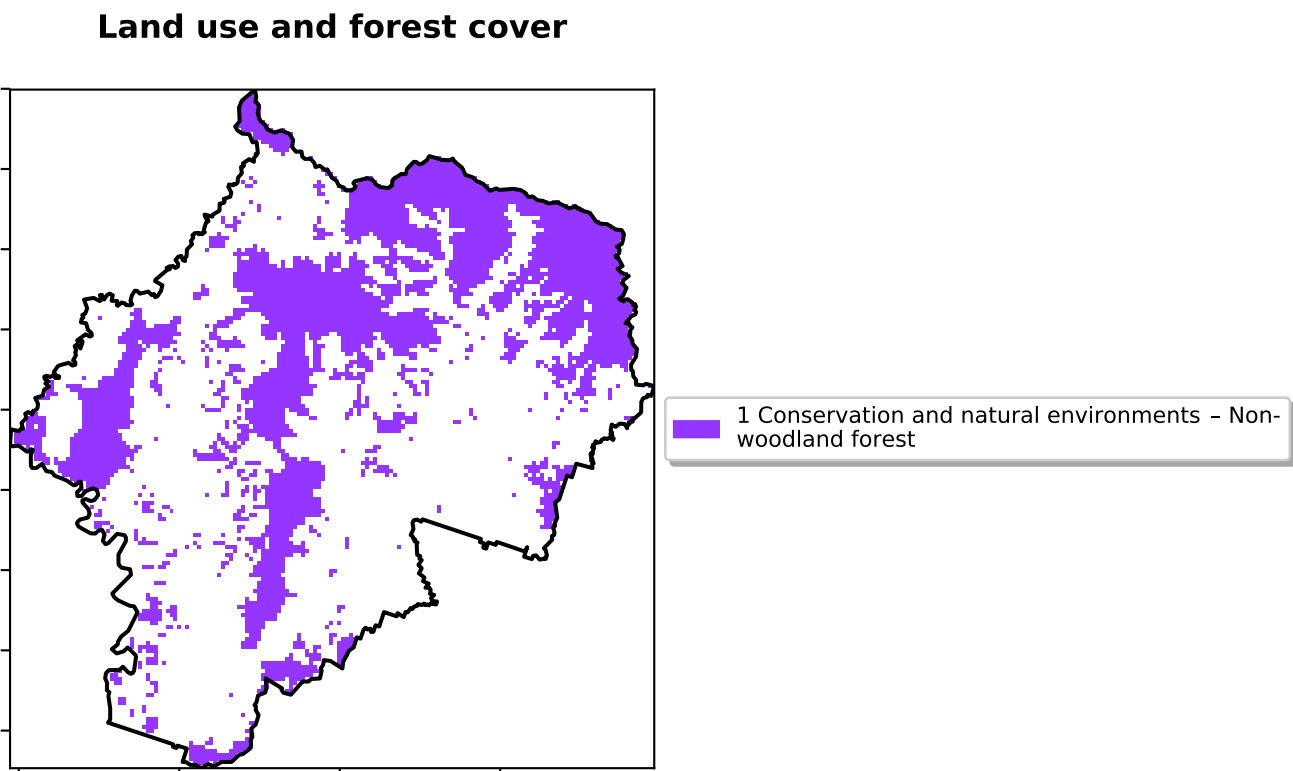 Land use and forest cover
1 Conservation and natural environments – Non-
woodland forest